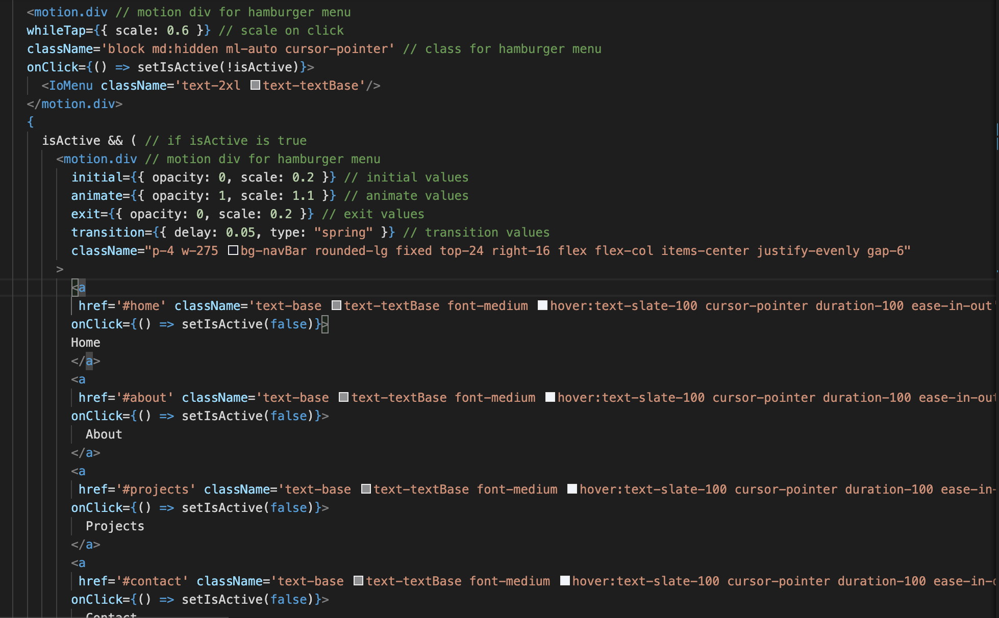 <motion.div // motion div for hamburger menu
whileTap={{ scale: 0.6 }} // scale on click
className='block md:hidden ml-auto cursor-pointer' // class for hamburger menu
onClick={() => setIsActive(!isActive)}>
<IoMenu className='text-2xl text-textBase'/>
</motion.div>
{
isActive && ( // if isActive is true
<motion.div // motion div for hamburger menu
initial={{ opacity: 0, scale: 0.2 }} // initial values
animate={{ opacity: 1, scale: 1.1 }} // animate values
exit={{ opacity: 0, scale: 0.2 }} // exit values
transition={{ delay: 0.05, type: "spring" }} // transition values
className="p-4 w-275 bg-navBar rounded-lg fixed top-24 right-16 flex flex-col items-center justify-evenly gap-6"
>
<a
href='#home' className='text-base text-textBase font-medium hover:text-slate-100 cursor-pointer duration-100 ease-in-out'
onClick={() => setIsActive(false)}>
Home
</a>
<a
href='#about' className='text-base text-textBase font-medium hover:text-slate-100 cursor-pointer duration-100 ease-in-out
onClick={() => setIsActive(false)}>
About
</a>
<a
href='#projects' className='text-base text-textBase font-medium hover:text-slate-100 cursor-pointer duration-100 ease-in-
onClick={() => setIsActive(false)}>
Projects
</a>
<a
href='#contact' className='text-base text-textBase font-medium hover:text-slate-100 cursor-pointer duration-100 ease-in-
onClick={() => setIsActive(false)}>
Contact